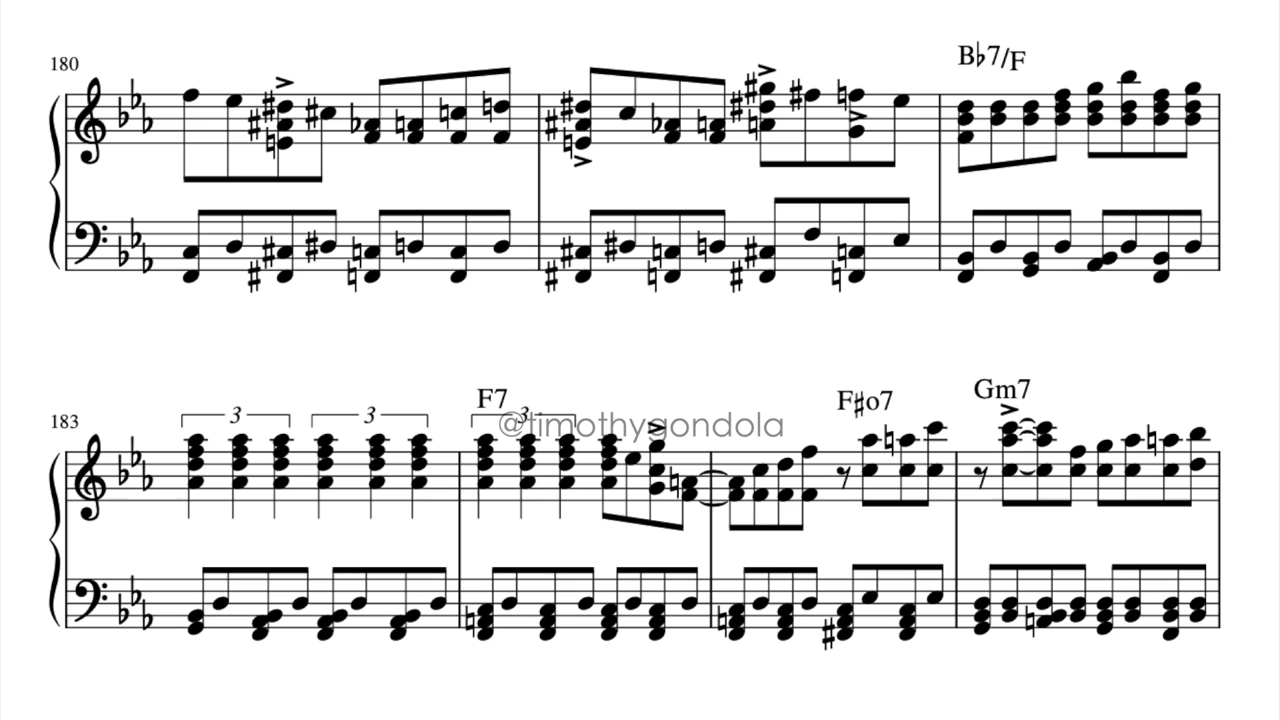 180
B♭7/F
183
3
3
F7
3
@timothygondola
F♯o7
Gm7